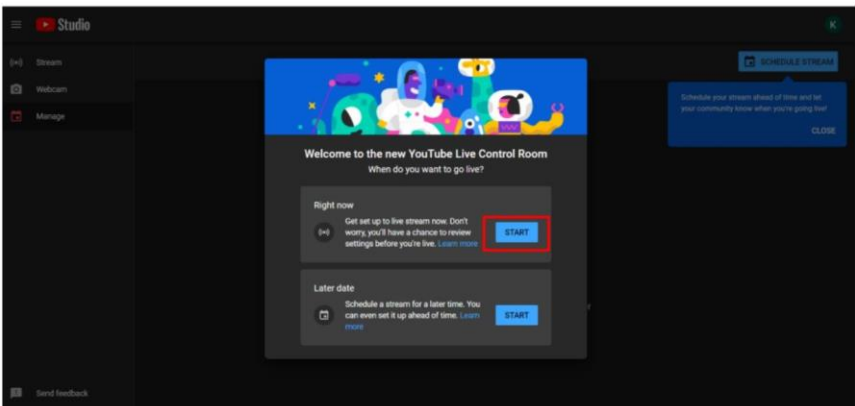 Studio
K
Stream
SCHEDULE STREAM
Webcam
Schedule your stream ahead of time and let
your community know when you're going live!
Manage
CLOSE
Welcome to the new YouTube Live Control Room
When do you want to go live?
Right now
Get set up to live stream now. Don't
worry, you'll have a chance to review
settings before you're live. Learn more
START
Later date
Schedule a stream for a later time. You
can even set it up ahead of time. Learn
more
START
Send feedback